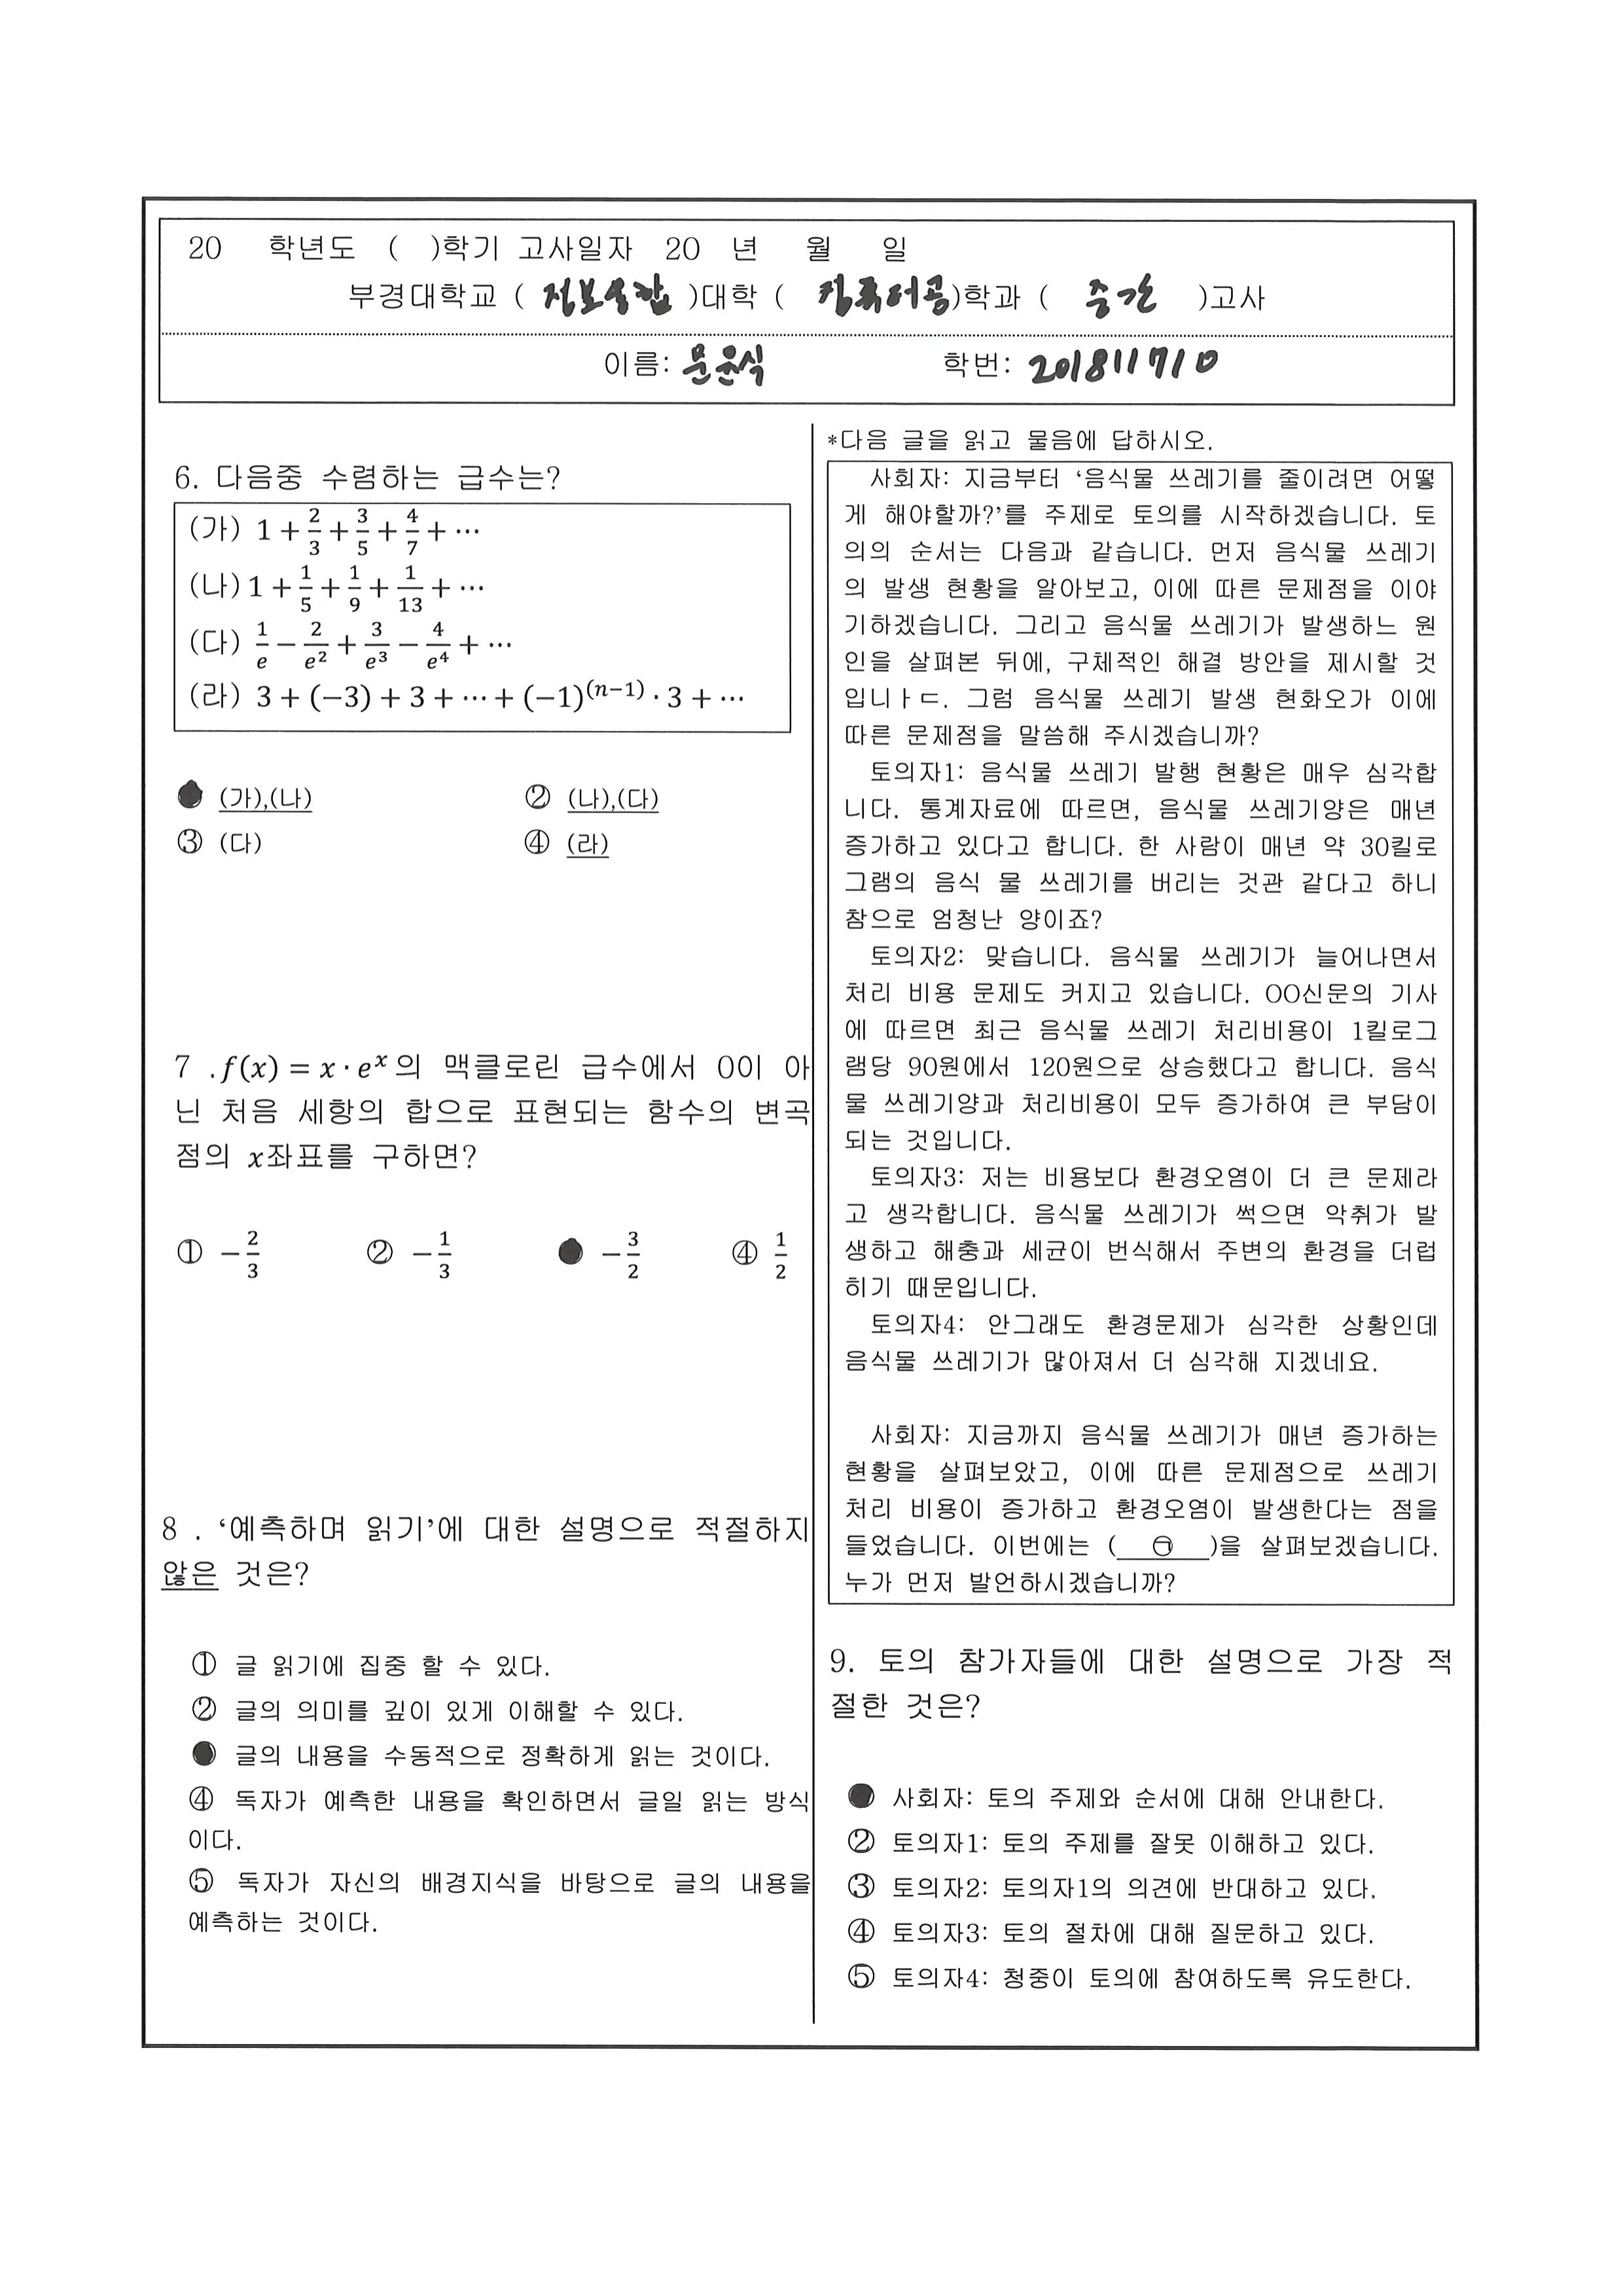 20 학년도 ( )학기 고사일자 20 년 월 일
부경대학교 ( 정보융합 )대학 ( 컴퓨터공)학과 ( 중간 )고사
이름: 문윤식 학번: 201811710
6. 다음중 수렴하는 급수는?
(가) 1 + 2/3 + 3/5 + 4/7 + ⋯
(나) 1 + 1/5 + 1/9 + 1/13 + ⋯
(다) 1/e − 2/e² + 3/e³ − 4/e⁴ + ⋯
(라) 3 + (−3) + 3 + ⋯ + (−1)^(n−1) · 3 + ⋯
(가),(나) ② (나),(다)
③ (다) ④ (라)
7 .f(x) = x · eˣ의 맥클로린 급수에서 0이 아
닌 처음 세항의 합으로 표현되는 함수의 변곡
점의 x좌표를 구하면?
① −2/3 ② −1/3 −3/2 ④ 1/2
8 . ‘예측하며 읽기’에 대한 설명으로 적절하지
않은 것은?
① 글 읽기에 집중 할 수 있다.
② 글의 의미를 깊이 있게 이해할 수 있다.
글의 내용을 수동적으로 정확하게 읽는 것이다.
④ 독자가 예측한 내용을 확인하면서 글일 읽는 방식
이다.
⑤ 독자가 자신의 배경지식을 바탕으로 글의 내용을
예측하는 것이다.
*다음 글을 읽고 물음에 답하시오.
사회자: 지금부터 ‘음식물 쓰레기를 줄이려면 어떻
게 해야할까?’를 주제로 토의를 시작하겠습니다. 토
의의 순서는 다음과 같습니다. 먼저 음식물 쓰레기
의 발생 현황을 알아보고, 이에 따른 문제점을 이야
기하겠습니다. 그리고 음식물 쓰레기가 발생하느 원
인을 살펴본 뒤에, 구체적인 해결 방안을 제시할 것
입니ㅏㄷ. 그럼 음식물 쓰레기 발생 현화오가 이에
따른 문제점을 말씀해 주시겠습니까?
토의자1: 음식물 쓰레기 발행 현황은 매우 심각합
니다. 통계자료에 따르면, 음식물 쓰레기양은 매년
증가하고 있다고 합니다. 한 사람이 매년 약 30킬로
그램의 음식 물 쓰레기를 버리는 것관 같다고 하니
참으로 엄청난 양이죠?
토의자2: 맞습니다. 음식물 쓰레기가 늘어나면서
처리 비용 문제도 커지고 있습니다. OO신문의 기사
에 따르면 최근 음식물 쓰레기 처리비용이 1킬로그
램당 90원에서 120원으로 상승했다고 합니다. 음식
물 쓰레기양과 처리비용이 모두 증가하여 큰 부담이
되는 것입니다.
토의자3: 저는 비용보다 환경오염이 더 큰 문제라
고 생각합니다. 음식물 쓰레기가 썩으면 악취가 발
생하고 해충과 세균이 번식해서 주변의 환경을 더럽
히기 때문입니다.
토의자4: 안그래도 환경문제가 심각한 상황인데
음식물 쓰레기가 많아져서 더 심각해 지겠네요.
사회자: 지금까지 음식물 쓰레기가 매년 증가하는
현황을 살펴보았고, 이에 따른 문제점으로 쓰레기
처리 비용이 증가하고 환경오염이 발생한다는 점을
들었습니다. 이번에는 ( ㉠ )을 살펴보겠습니다.
누가 먼저 발언하시겠습니까?
9. 토의 참가자들에 대한 설명으로 가장 적
절한 것은?
사회자: 토의 주제와 순서에 대해 안내한다.
② 토의자1: 토의 주제를 잘못 이해하고 있다.
③ 토의자2: 토의자1의 의견에 반대하고 있다.
④ 토의자3: 토의 절차에 대해 질문하고 있다.
⑤ 토의자4: 청중이 토의에 참여하도록 유도한다.